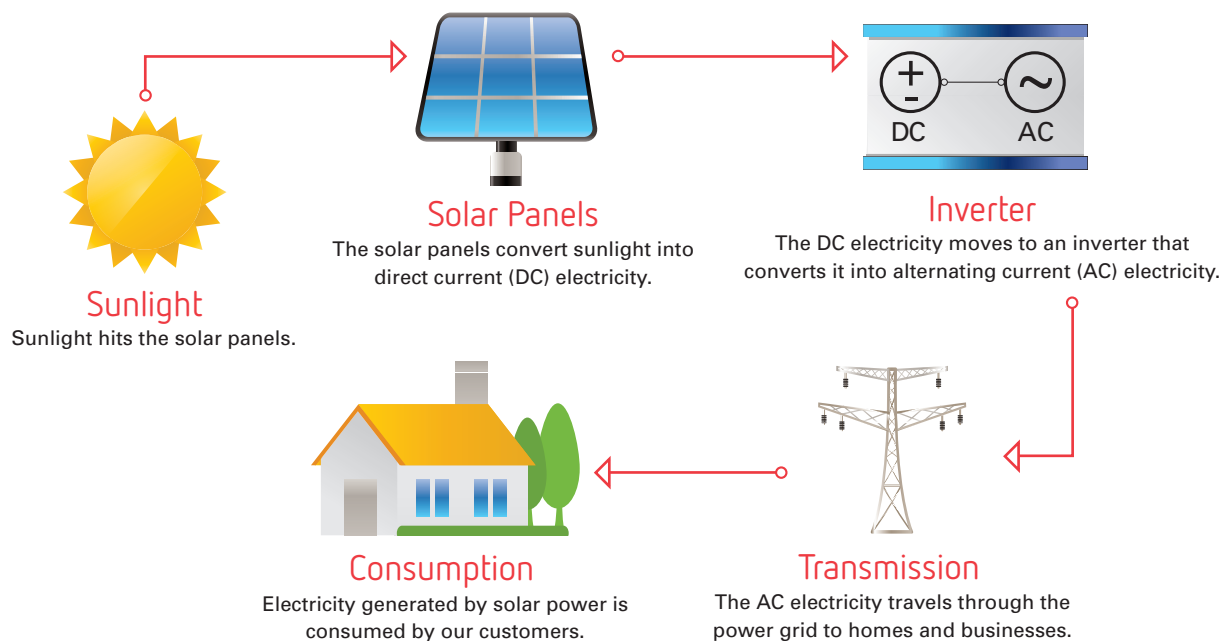 Sunlight
Sunlight hits the solar panels.
Solar Panels
The solar panels convert sunlight into
direct current (DC) electricity.
+
-
DC
~
AC
Inverter
The DC electricity moves to an inverter that
converts it into alternating current (AC) electricity.
Transmission
The AC electricity travels through the
power grid to homes and businesses.
Consumption
Electricity generated by solar power is
consumed by our customers.